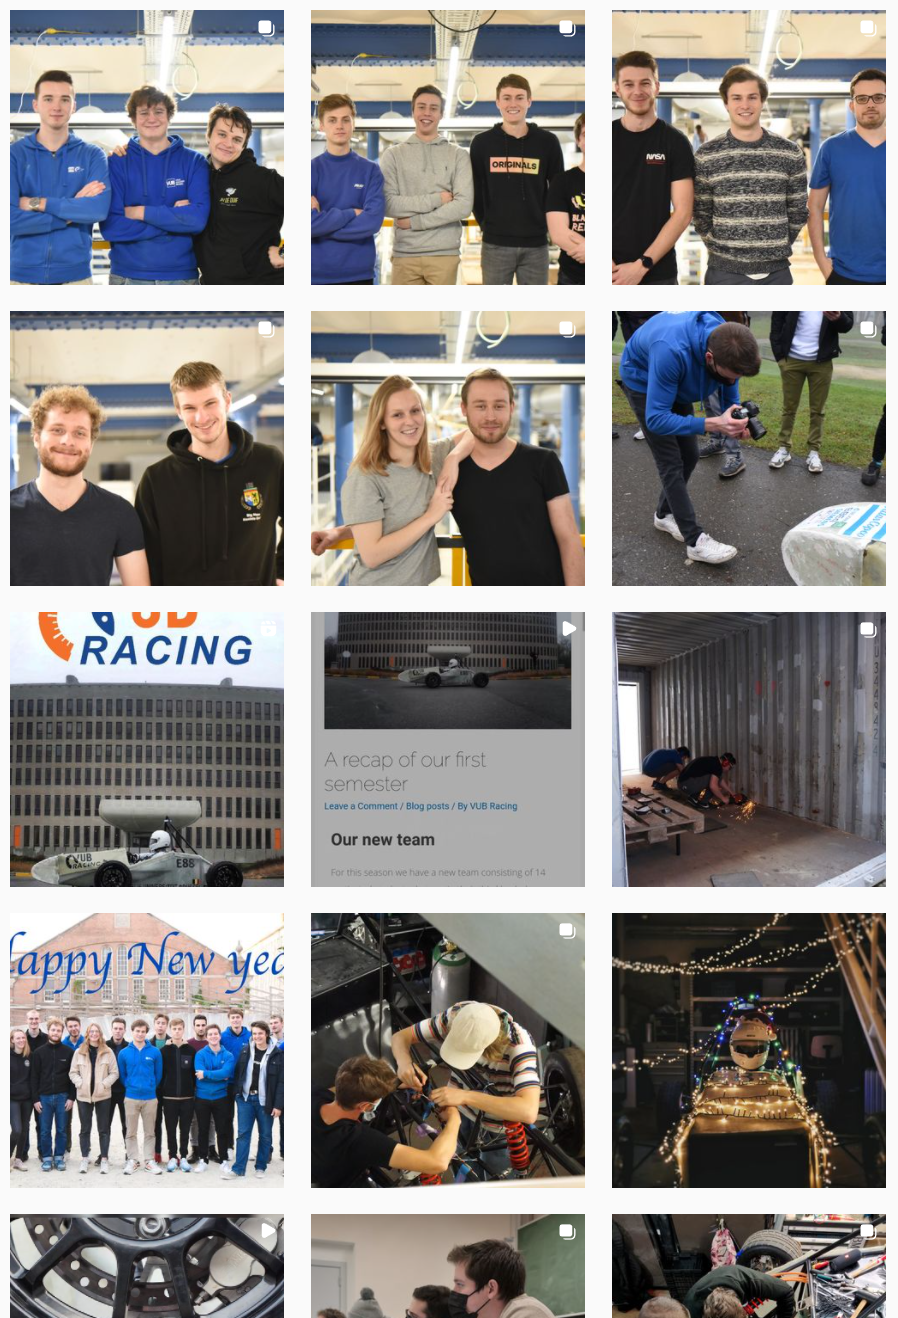 ORIGINALS
NASA
UB
RACING
A recap of our first
semester
Leave a Comment / Blog posts / By VUB Racing
Our new team
For this season we have a new team consisting of 14
VUB
RACING
E88
appy New yea